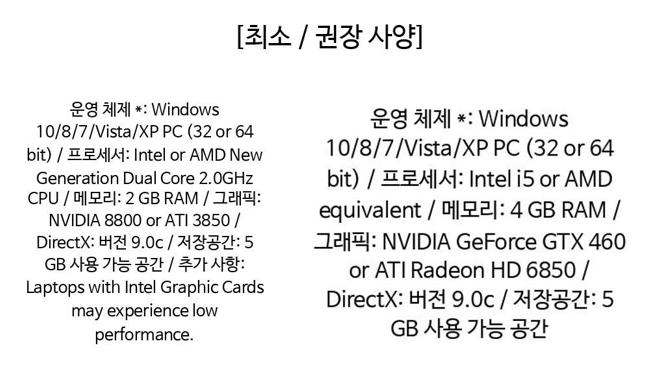 [최소 / 권장 사양]
운영 체제 *: Windows
10/8/7/Vista/XP PC (32 or 64
bit) / 프로세서: Intel or AMD New
Generation Dual Core 2.0GHz
CPU / 메모리: 2 GB RAM / 그래픽:
NVIDIA 8800 or ATI 3850 /
DirectX: 버전 9.0c / 저장공간: 5
GB 사용 가능 공간 / 추가 사항:
Laptops with Intel Graphic Cards
may experience low
performance.
운영 체제 *: Windows
10/8/7/Vista/XP PC (32 or 64
bit) / 프로세서: Intel i5 or AMD
equivalent / 메모리: 4 GB RAM /
그래픽: NVIDIA GeForce GTX 460
or ATI Radeon HD 6850 /
DirectX: 버전 9.0c / 저장공간: 5
GB 사용 가능 공간